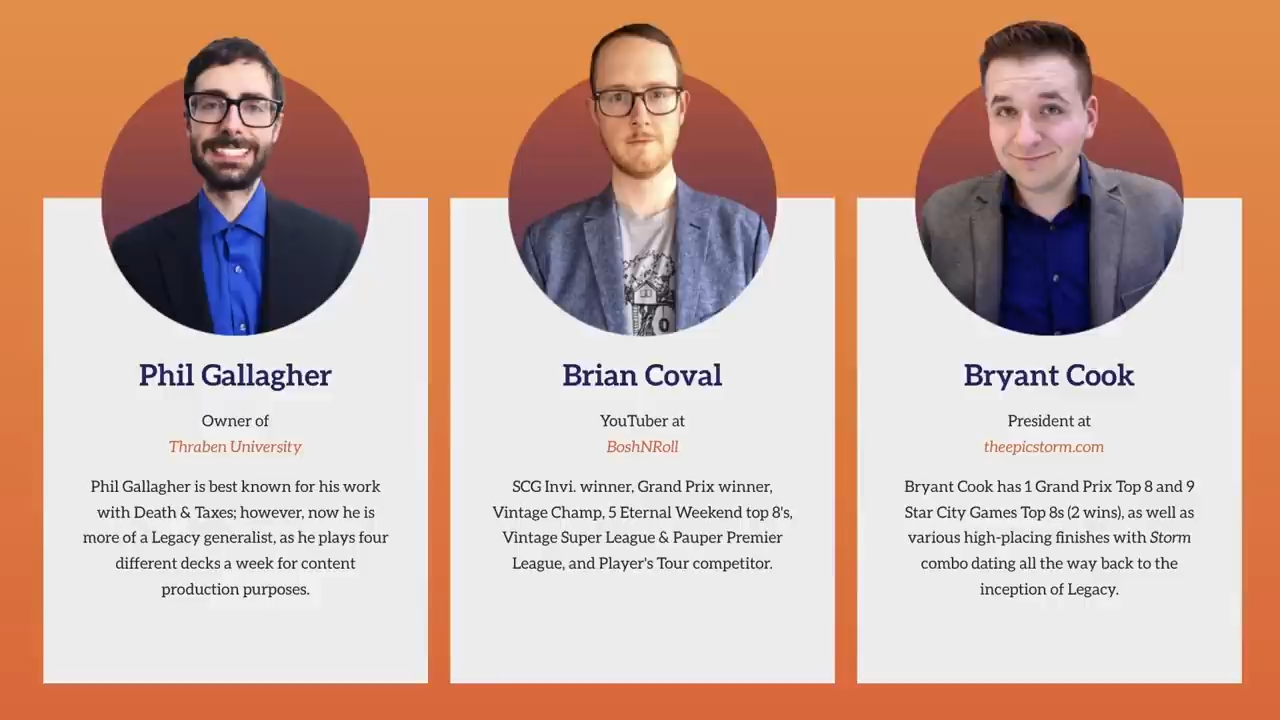 Phil Gallagher
Owner of
Thraben University
Phil Gallagher is best known for his work
with Death & Taxes; however, now he is
more of a Legacy generalist, as he plays four
different decks a week for content
production purposes.
Brian Coval
YouTuber at
BoshNRoll
SCG Invi. winner, Grand Prix winner,
Vintage Champ, 5 Eternal Weekend top 8's,
Vintage Super League & Pauper Premier
League, and Player's Tour competitor.
Bryant Cook
President at
theepicstorm.com
Bryant Cook has 1 Grand Prix Top 8 and 9
Star City Games Top 8s (2 wins), as well as
various high-placing finishes with Storm
combo dating all the way back to the
inception of Legacy.